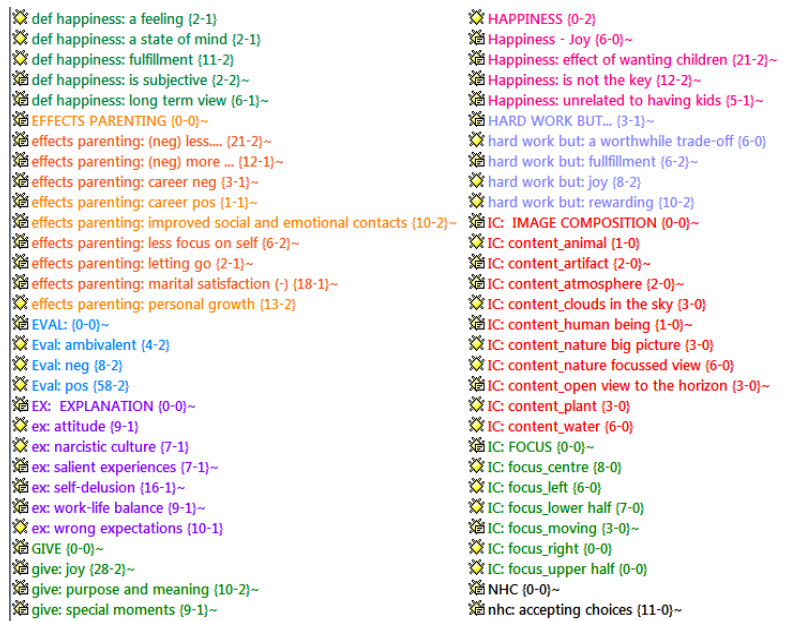 def happiness: a feeling {2-1}
def happiness: a state of mind {2-1}
def happiness: fulfillment {11-2}
def happiness: is subjective {2-2}~
def happiness: long term view {6-1}~
EFFECTS PARENTING {0-0}~
effects parenting: (neg) less.... {21-2}~
effects parenting: (neg) more ... {12-1}~
effects parenting: career neg {3-1}~
effects parenting: career pos {1-1}~
effects parenting: improved social and emotional contacts {10-2}~
effects parenting: less focus on self {6-2}~
effects parenting: letting go {2-1}~
effects parenting: marital satisfaction (-) {18-1}~
effects parenting: personal growth {13-2}
EVAL: {0-0}~
Eval: ambivalent {4-2}
Eval: neg {8-2}
Eval: pos {58-2}
EX:  EXPLANATION {0-0}~
ex: attitude {9-1}
ex: narcistic culture {7-1}
ex: salient experiences {7-1}~
ex: self-delusion {16-1}~
ex: work-life balance {9-1}~
ex: wrong expectations {10-1}
GIVE {0-0}~
give: joy {28-2}~
give: purpose and meaning {10-2}~
give: special moments {9-1}~
HAPPINESS {0-2}
Happiness - Joy {6-0}~
Happiness: effect of wanting children {21-2}~
Happiness: is not the key {12-2}~
Happiness: unrelated to having kids {5-1}~
HARD WORK BUT... {3-1}~
hard work but: a worthwhile trade-off {6-0}
hard work but: fullfillment {6-2}~
hard work but: joy {8-2}
hard work but: rewarding {10-2}
IC:  IMAGE COMPOSITION {0-0}~
IC: content_animal {1-0}
IC: content_artifact {2-0}~
IC: content_atmosphere {2-0}~
IC: content_clouds in the sky {3-0}
IC: content_human being {1-0}~
IC: content_nature big picture {3-0}
IC: content_nature focussed view {6-0}
IC: content_open view to the horizon {3-0}~
IC: content_plant {3-0}
IC: content_water {6-0}
IC: FOCUS {0-0}~
IC: focus_centre {8-0}
IC: focus_left {6-0}
IC: focus_lower half {7-0}
IC: focus_moving {3-0}~
IC: focus_right {0-0}
IC: focus_upper half {0-0}
NHC {0-0}~
nhc: accepting choices {11-0}~